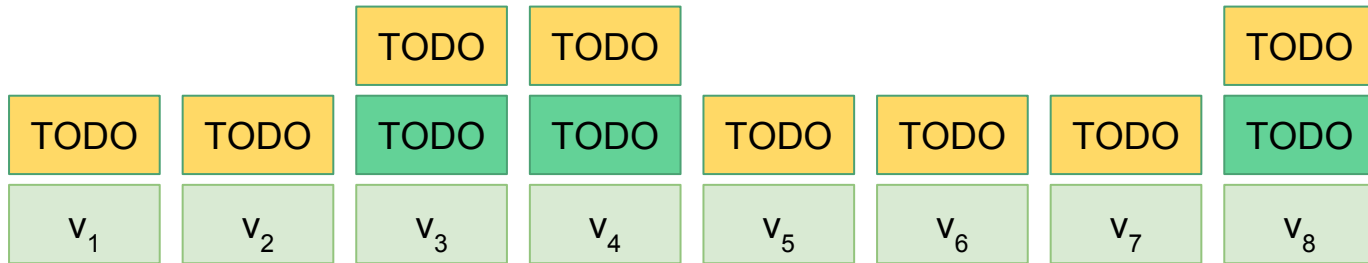 TODO TODO TODO
TODO TODO TODO TODO TODO TODO TODO TODO
v₁ v₂ v₃ v₄ v₅ v₆ v₇ v₈